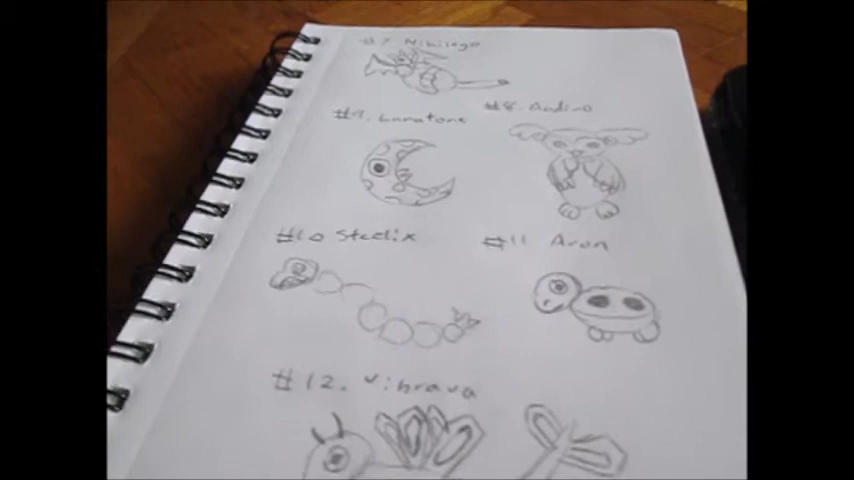 #7 Nihilego
#8. Audino
#9. Lunatone
#10 Steelix
#11 Aron
#12. Vibrava